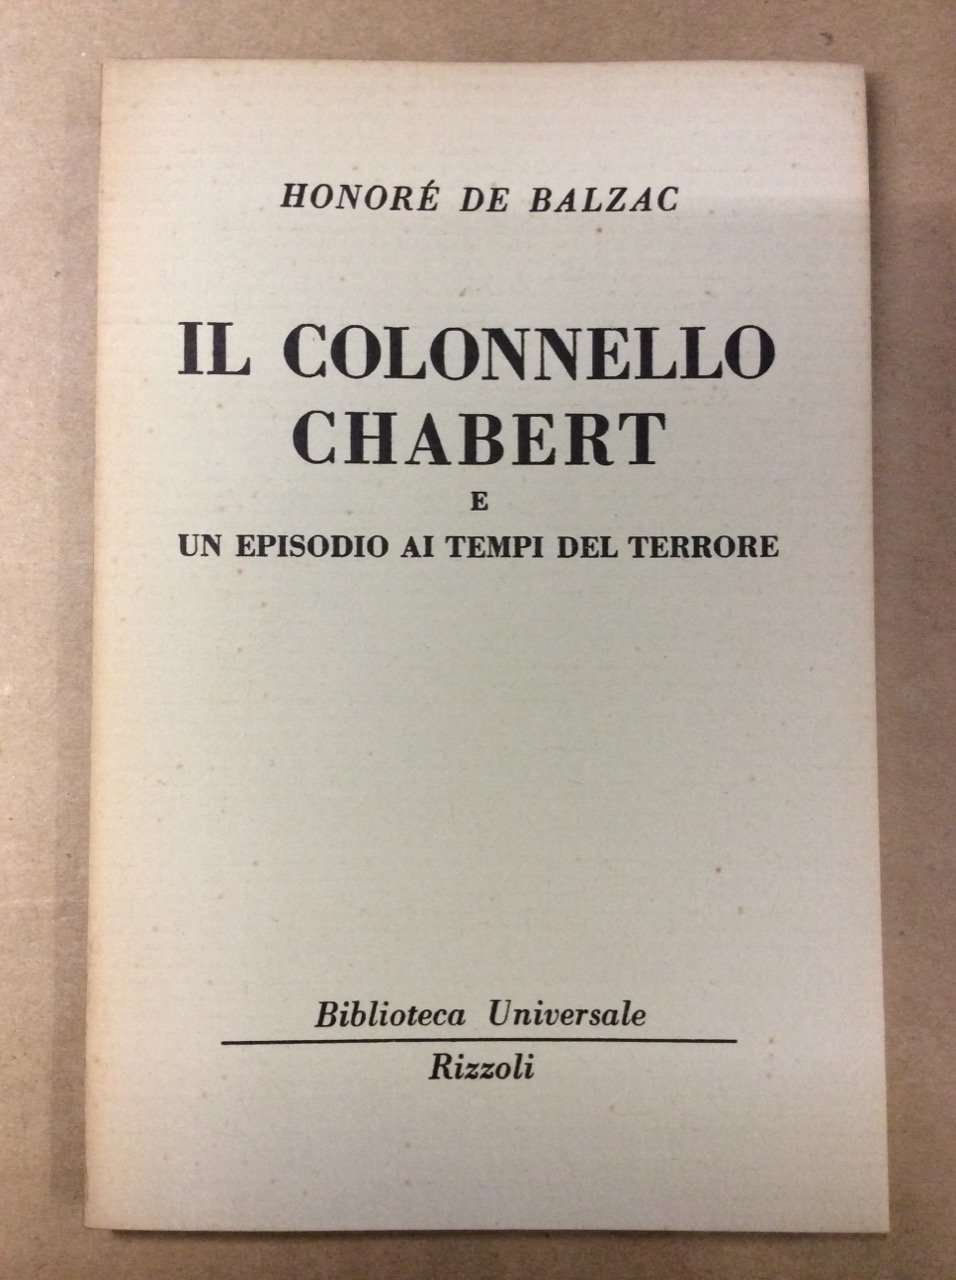 HONORÉ DE BALZAC
IL COLONNELLO
CHABERT
E
UN EPISODIO AI TEMPI DEL TERRORE
Biblioteca Universale
Rizzoli